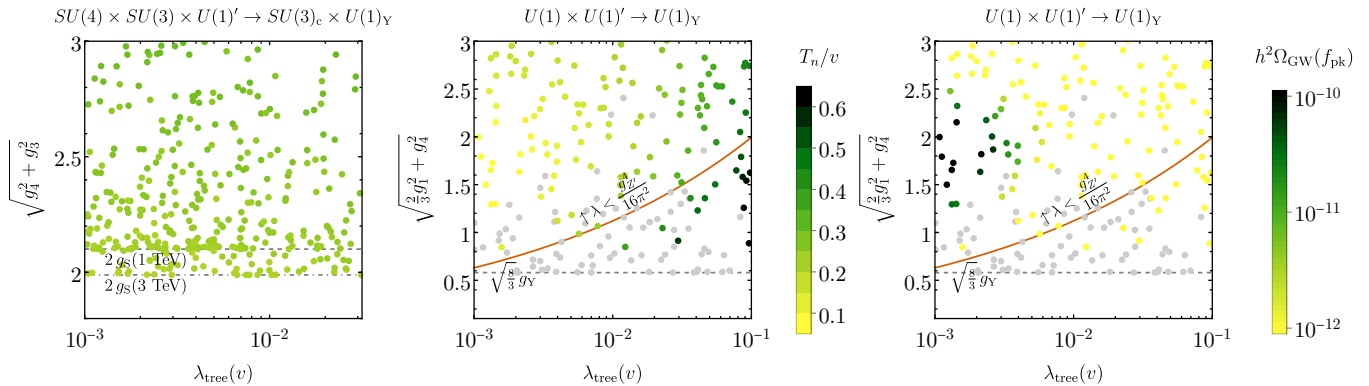 SU(4) × SU(3) × U(1)′ → SU(3)c × U(1)Y
3
2.5
2
√(g₄² + g₃²)
2 gS(1 TeV)
2 gS(3 TeV)
10⁻³
10⁻²
λtree(v)
U(1) × U(1)′ → U(1)Y
3
2.5
2
1.5
1
0.5
√(2/3 g₁² + g₄²)
↑ λ < g⁴Z′/16π²
√(8/3) gY
10⁻³
10⁻²
10⁻¹
λtree(v)
Tn/v
0.6
0.5
0.4
0.3
0.2
0.1
U(1) × U(1)′ → U(1)Y
3
2.5
2
1.5
1
0.5
√(2/3 g₁² + g₄²)
↑ λ < g⁴Z′/16π²
√(8/3) gY
10⁻³
10⁻²
10⁻¹
λtree(v)
h²ΩGW(fpk)
10⁻¹⁰
10⁻¹¹
10⁻¹²